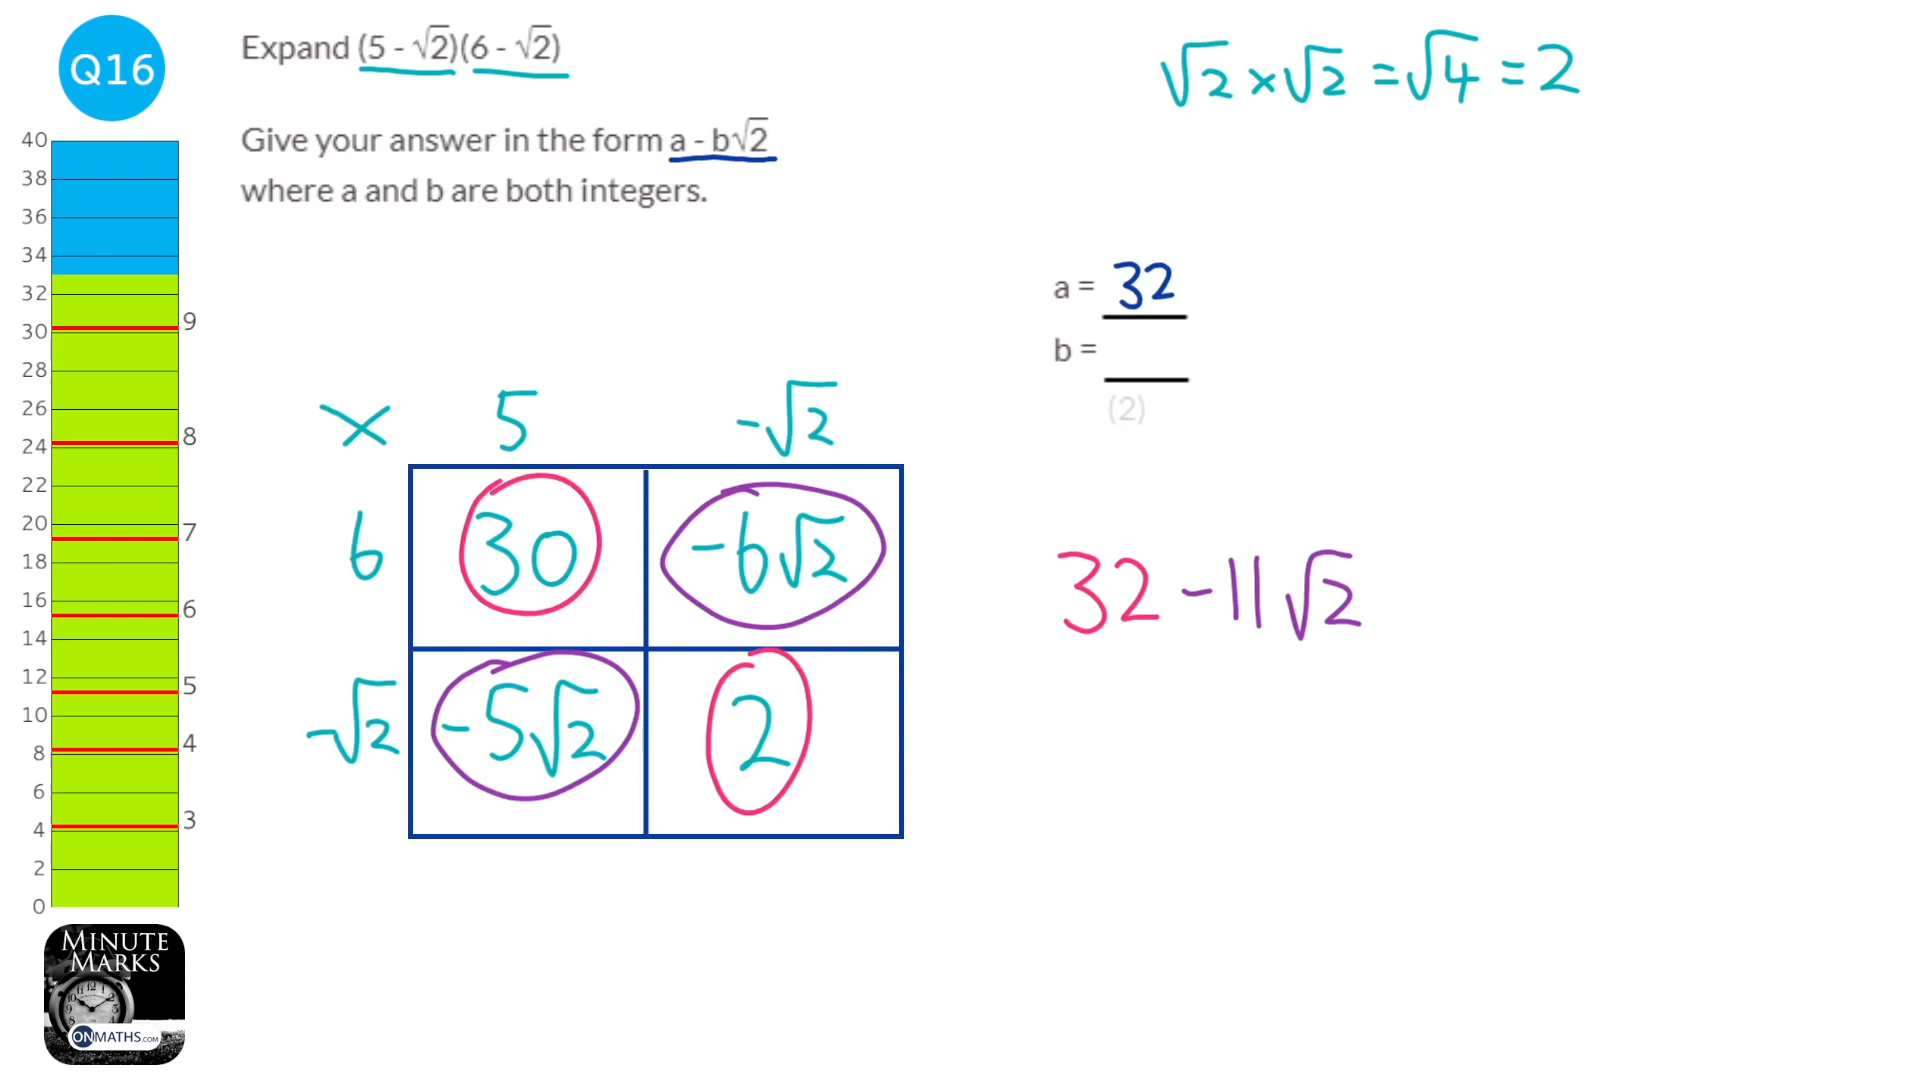 Q16
Expand (5 - √2)(6 - √2)
√2 × √2 = √4 = 2
Give your answer in the form a - b√2
where a and b are both integers.
40
38
36
34
32
30
28
26
24
22
20
18
16
14
12
10
8
6
4
2
0
9
8
7
6
5
4
3
a = 32
b =
(2)
× 5 -√2
6 30 -6√2
-√2 -5√2 2
32 - 11√2
MINUTE
MARKS
ONMATHS.COM